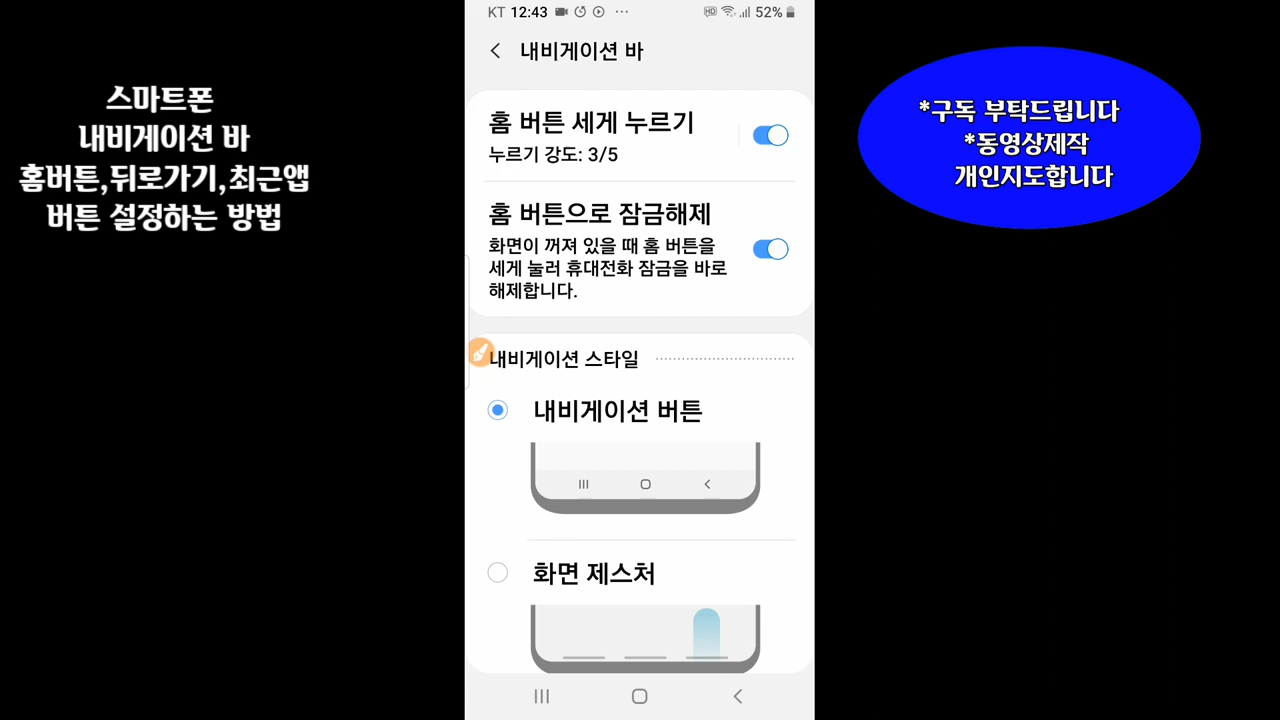 스마트폰
내비게이션 바
홈버튼,뒤로가기,최근앱
버튼 설정하는 방법
KT 12:43
HD
52%
내비게이션 바
홈 버튼 세게 누르기
누르기 강도: 3/5
홈 버튼으로 잠금해제
화면이 꺼져 있을 때 홈 버튼을
세게 눌러 휴대전화 잠금을 바로
해제합니다.
내비게이션 스타일
내비게이션 버튼
화면 제스처
*구독 부탁드립니다
*동영상제작
개인지도합니다